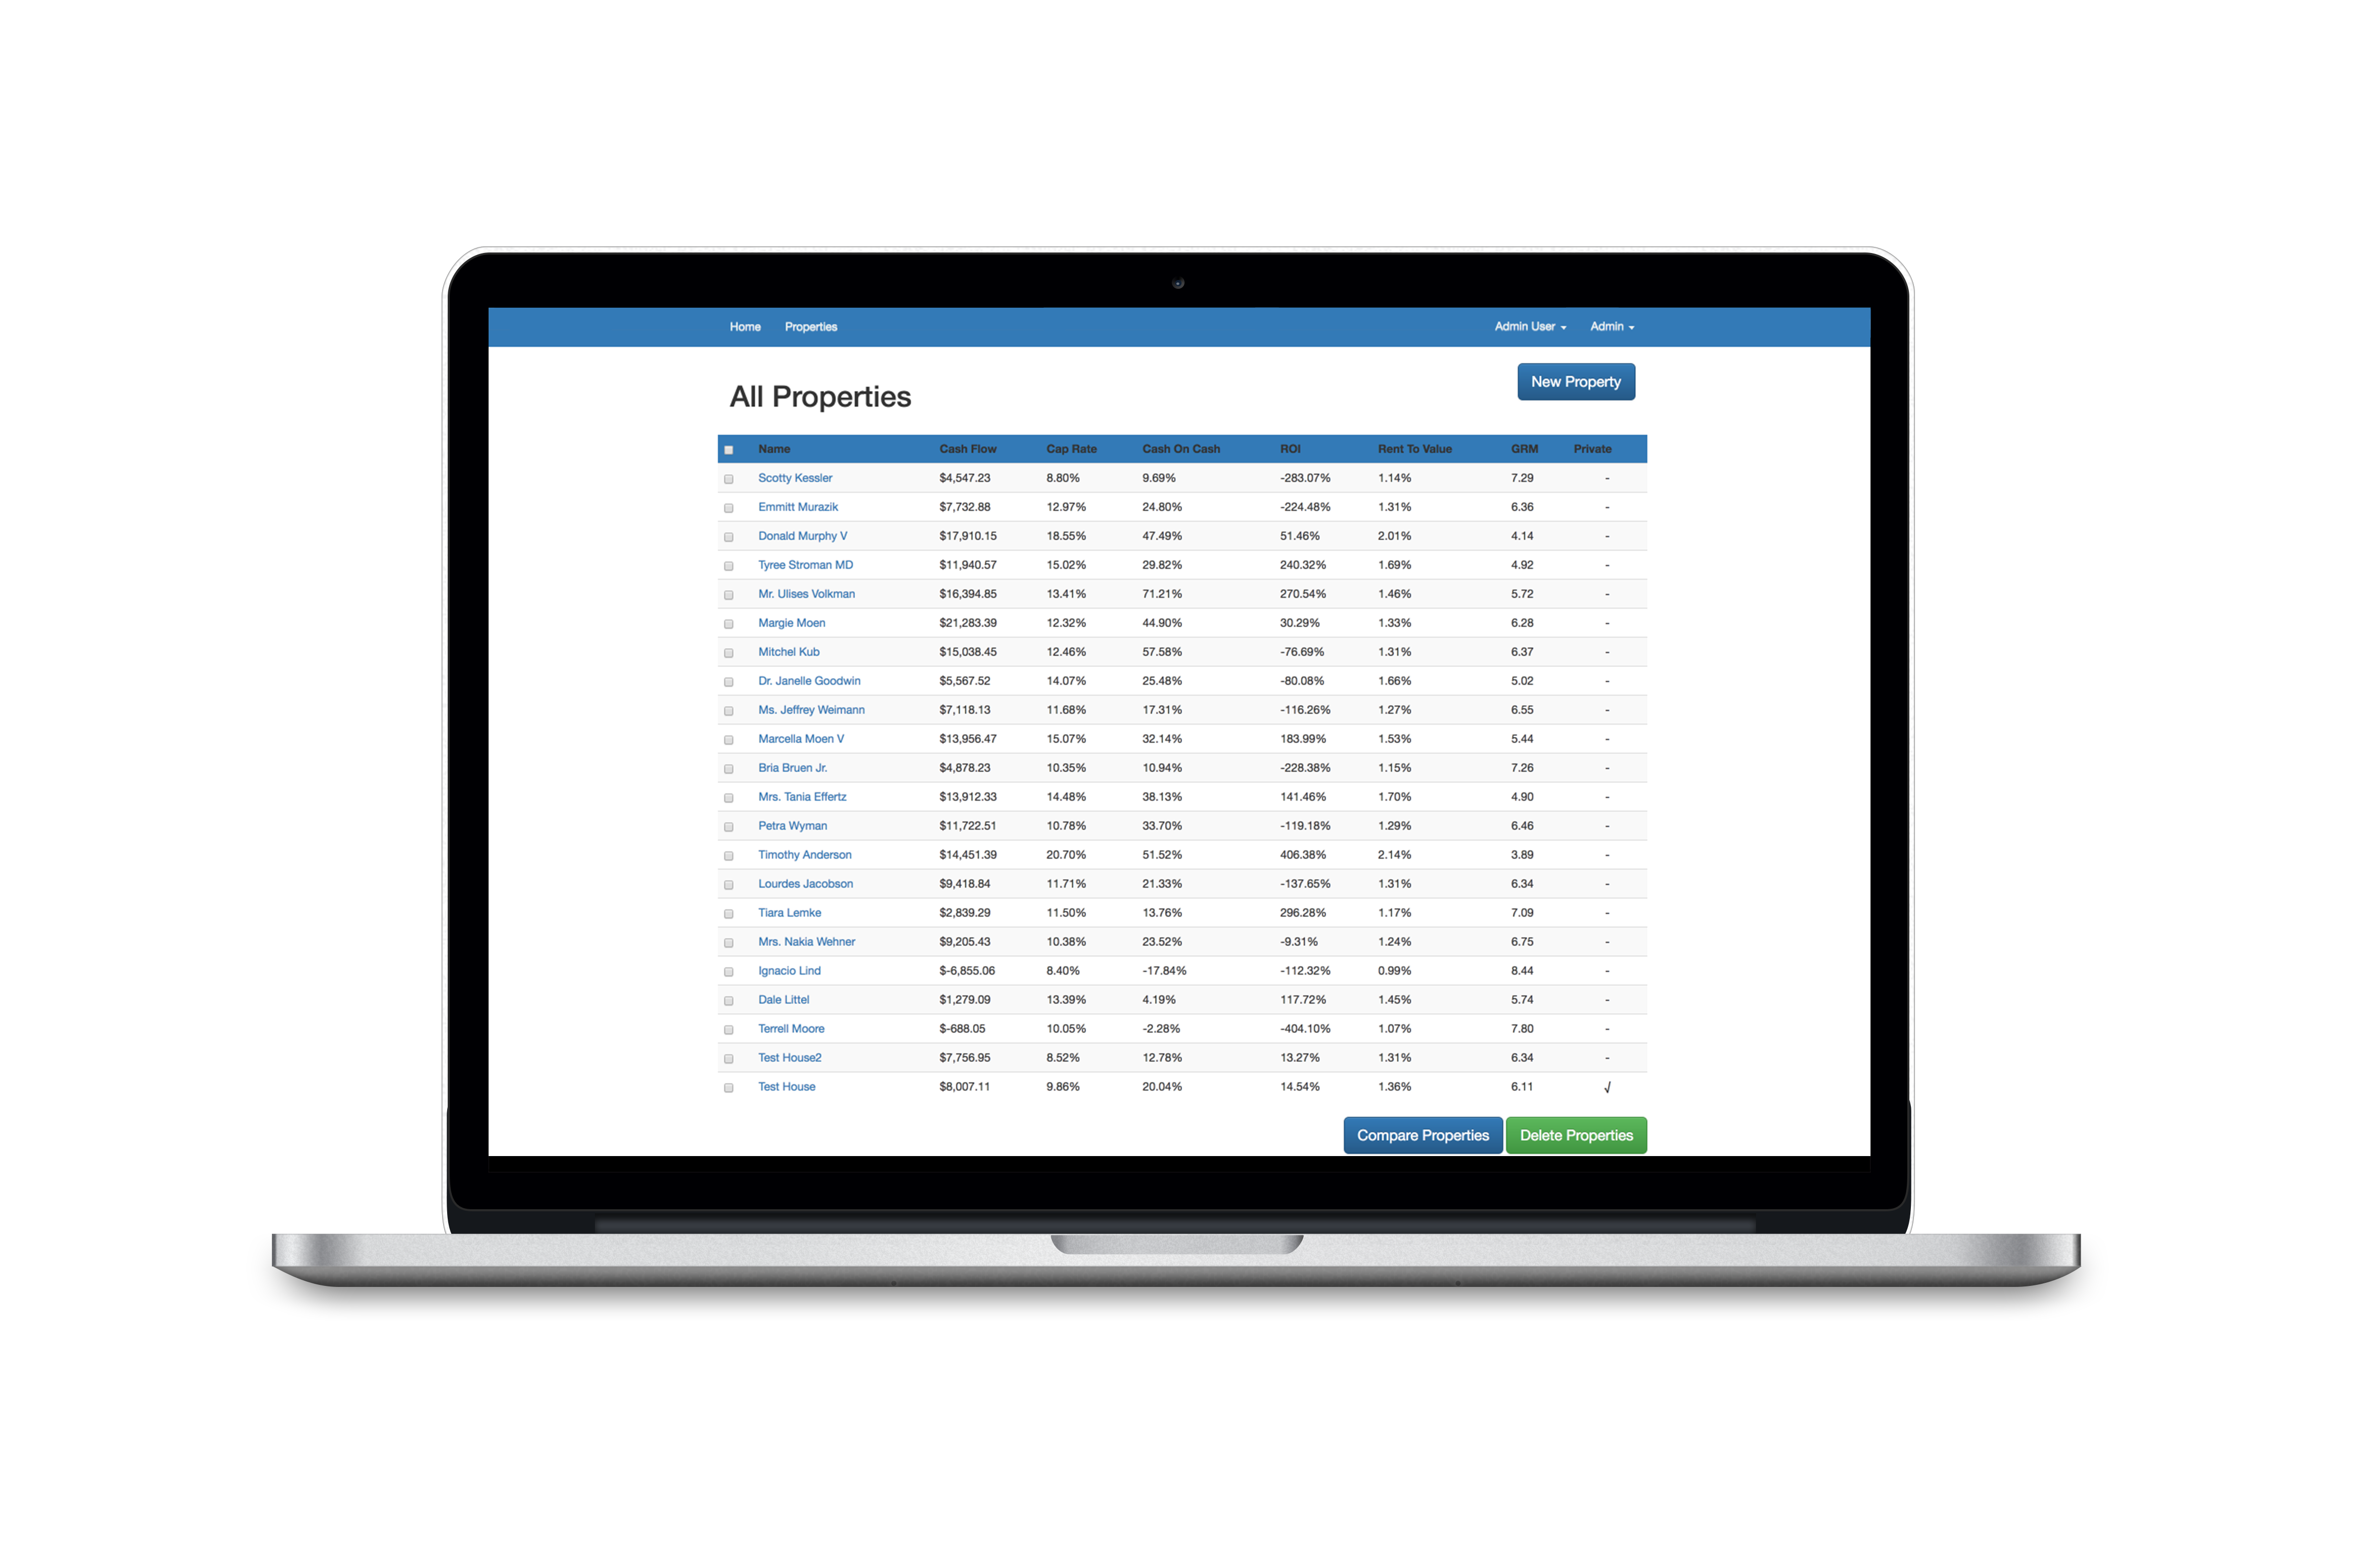 Home Properties Admin User Admin
New Property
All Properties
Name Cash Flow Cap Rate Cash On Cash ROI Rent To Value GRM Private
Scotty Kessler $4,547.23 8.80% 9.69% -283.07% 1.14% 7.29 -
Emmitt Murazik $7,732.88 12.97% 24.80% -224.48% 1.31% 6.36 -
Donald Murphy V $17,910.15 18.55% 47.49% 51.46% 2.01% 4.14 -
Tyree Stroman MD $11,940.57 15.02% 29.82% 240.32% 1.69% 4.92 -
Mr. Ulises Volkman $16,394.85 13.41% 71.21% 270.54% 1.46% 5.72 -
Margie Moen $21,283.39 12.32% 44.90% 30.29% 1.33% 6.28 -
Mitchel Kub $15,038.45 12.46% 57.58% -76.69% 1.31% 6.37 -
Dr. Janelle Goodwin $5,567.52 14.07% 25.48% -80.08% 1.66% 5.02 -
Ms. Jeffrey Weimann $7,118.13 11.68% 17.31% -116.26% 1.27% 6.55 -
Marcella Moen V $13,956.47 15.07% 32.14% 183.99% 1.53% 5.44 -
Bria Bruen Jr. $4,878.23 10.35% 10.94% -228.38% 1.15% 7.26 -
Mrs. Tania Effertz $13,912.33 14.48% 38.13% 141.46% 1.70% 4.90 -
Petra Wyman $11,722.51 10.78% 33.70% -119.18% 1.29% 6.46 -
Timothy Anderson $14,451.39 20.70% 51.52% 406.38% 2.14% 3.89 -
Lourdes Jacobson $9,418.84 11.71% 21.33% -137.65% 1.31% 6.34 -
Tiara Lemke $2,839.29 11.50% 13.76% 296.28% 1.17% 7.09 -
Mrs. Nakia Wehner $9,205.43 10.38% 23.52% -9.31% 1.24% 6.75 -
Ignacio Lind $-6,855.06 8.40% -17.84% -112.32% 0.99% 8.44 -
Dale Littel $1,279.09 13.39% 4.19% 117.72% 1.45% 5.74 -
Terrell Moore $-688.05 10.05% -2.28% -404.10% 1.07% 7.80 -
Test House2 $7,756.95 8.52% 12.78% 13.27% 1.31% 6.34 -
Test House $8,007.11 9.86% 20.04% 14.54% 1.36% 6.11 √
Compare Properties Delete Properties